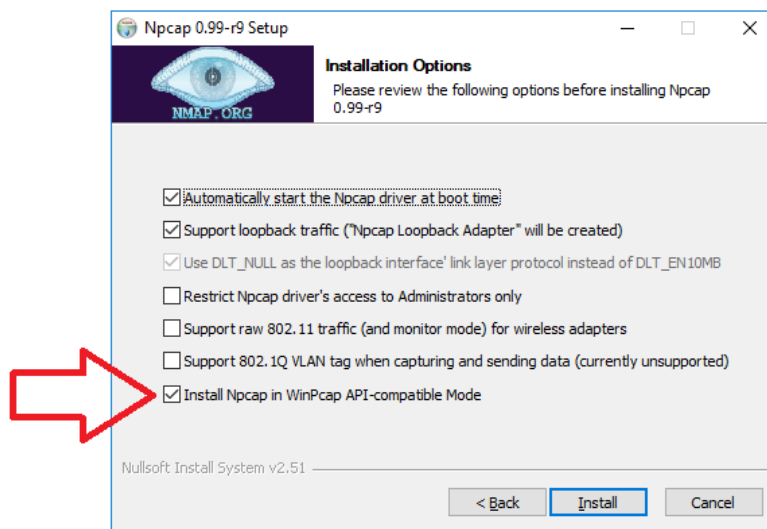 Npcap 0.99-r9 Setup
NMAP.ORG
Installation Options
Please review the following options before installing Npcap
0.99-r9
Automatically start the Npcap driver at boot time
Support loopback traffic ("Npcap Loopback Adapter" will be created)
Use DLT_NULL as the loopback interface' link layer protocol instead of DLT_EN10MB
Restrict Npcap driver's access to Administrators only
Support raw 802.11 traffic (and monitor mode) for wireless adapters
Support 802.1Q VLAN tag when capturing and sending data (currently unsupported)
Install Npcap in WinPcap API-compatible Mode
Nullsoft Install System v2.51
< Back
Install
Cancel